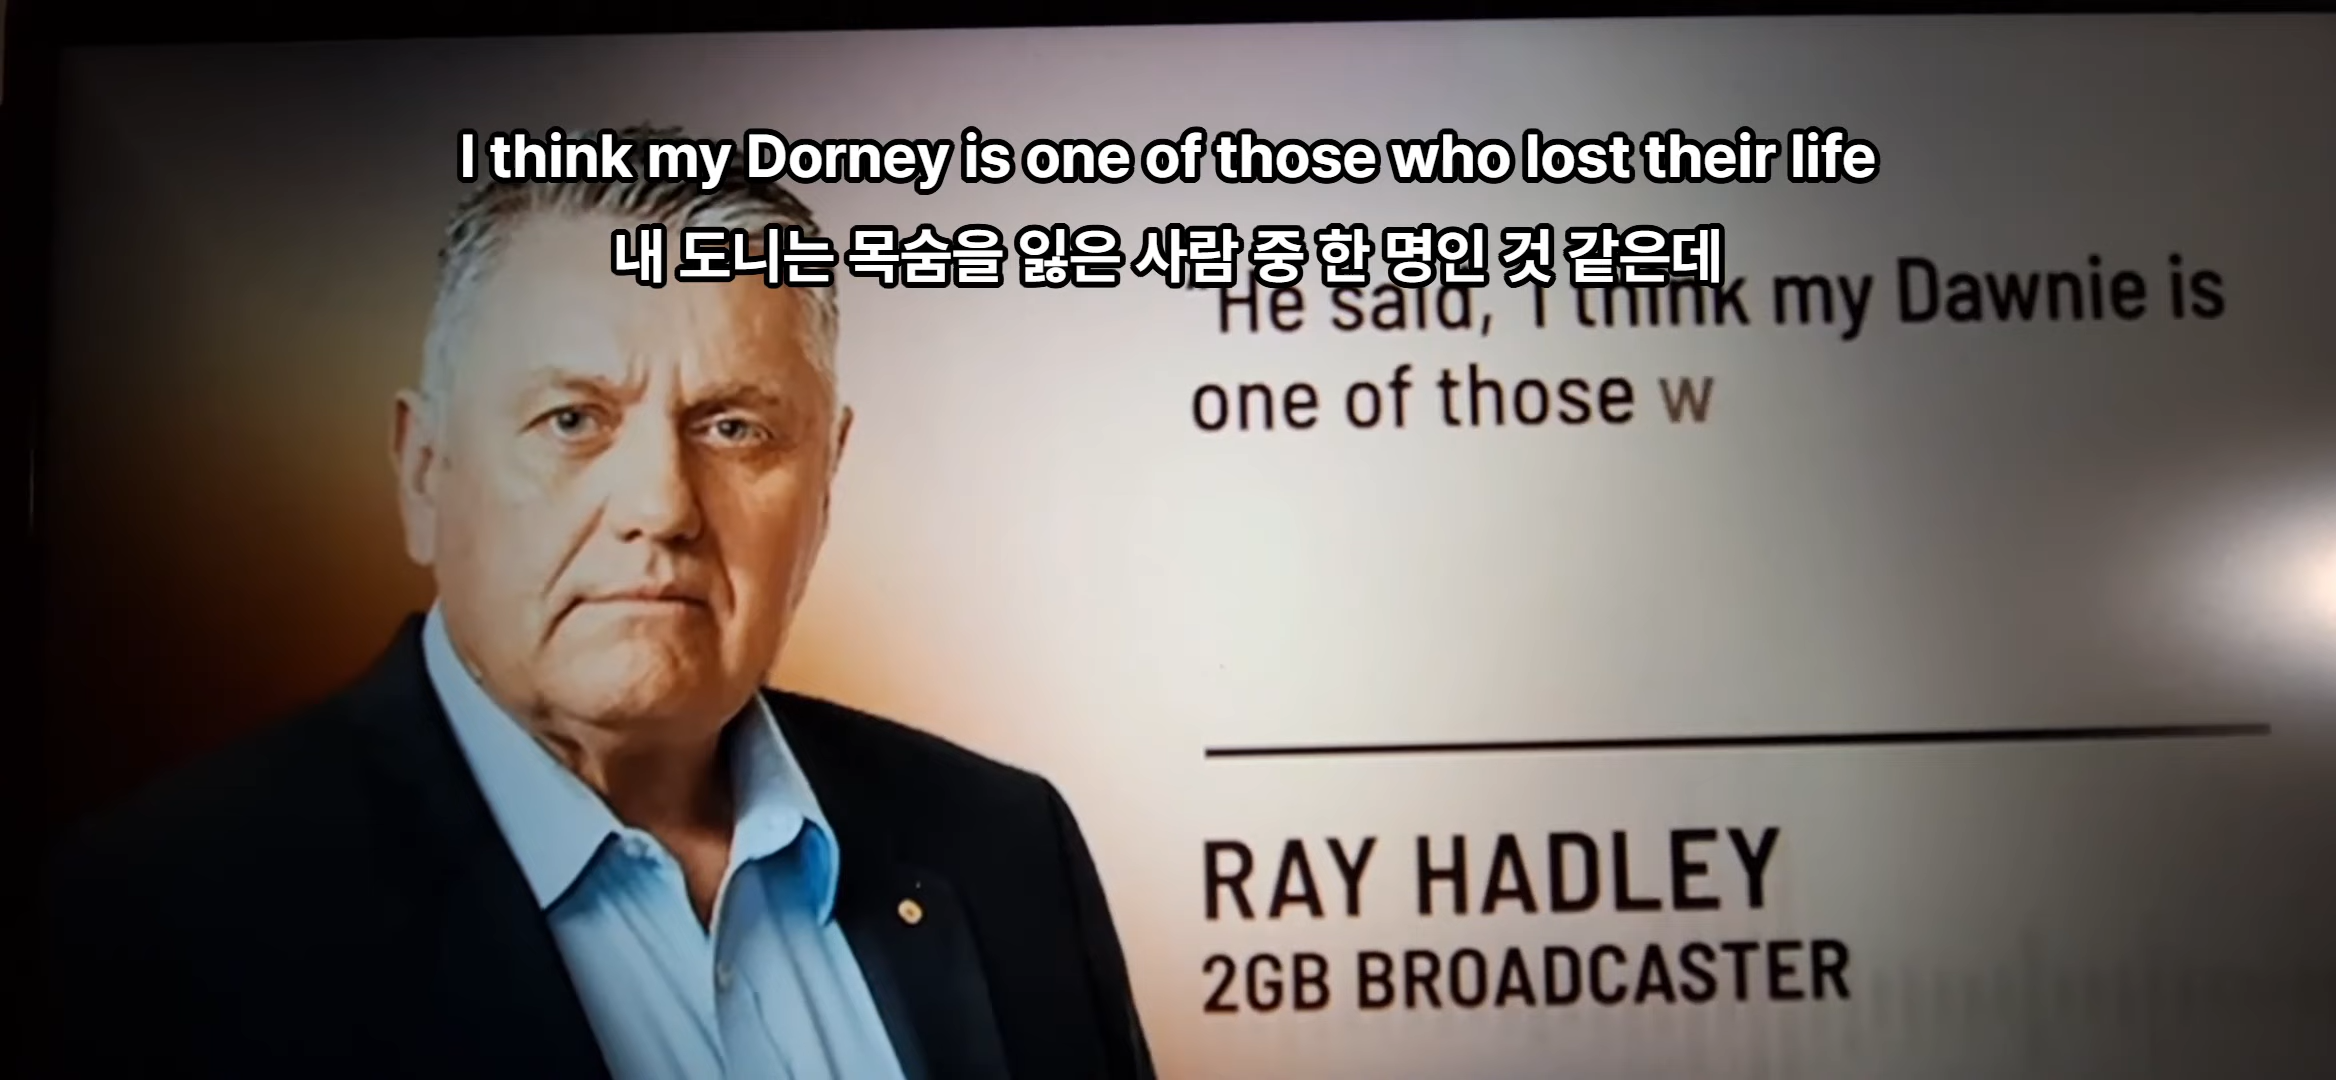 I think my Dorney is one of those who lost their life
내 도니는 목숨을 잃은 사람 중 한 명인 것 같은데
"He said, 'I think my Dawnie is
one of those w
RAY HADLEY
2GB BROADCASTER